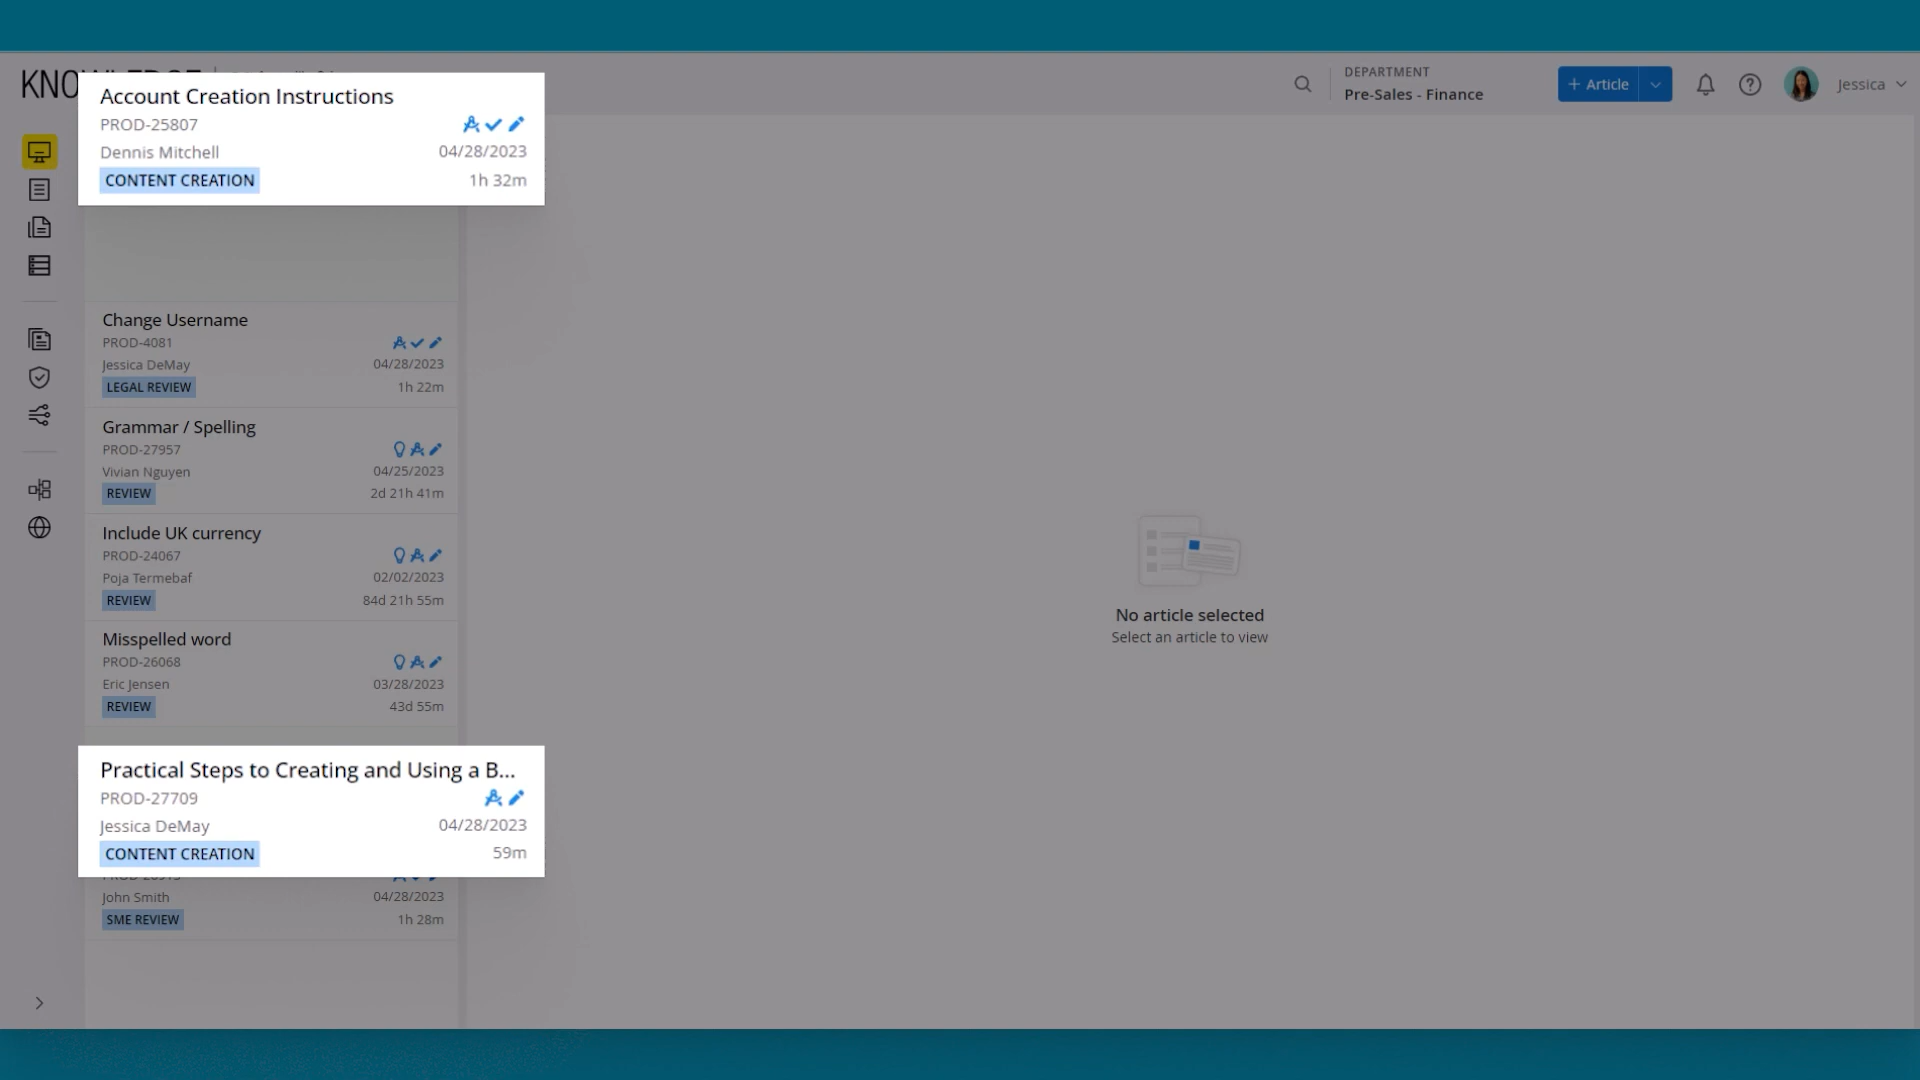 Account Creation Instructions
PROD-25807
Dennis Mitchell
04/28/2023
CONTENT CREATION
1h 32m
DEPARTMENT
Pre-Sales - Finance
+ Article
Jessica
Change Username
PROD-4081
Jessica DeMay
04/28/2023
LEGAL REVIEW
1h 22m
Grammar / Spelling
PROD-27957
Vivian Nguyen
04/25/2023
REVIEW
2d 21h 41m
Include UK currency
PROD-24067
Poja Termebaf
02/02/2023
REVIEW
84d 21h 55m
Misspelled word
PROD-26068
Eric Jensen
03/28/2023
REVIEW
43d 55m
Practical Steps to Creating and Using a B...
PROD-27709
Jessica DeMay
04/28/2023
CONTENT CREATION
59m
John Smith
04/28/2023
SME REVIEW
1h 28m
No article selected
Select an article to view